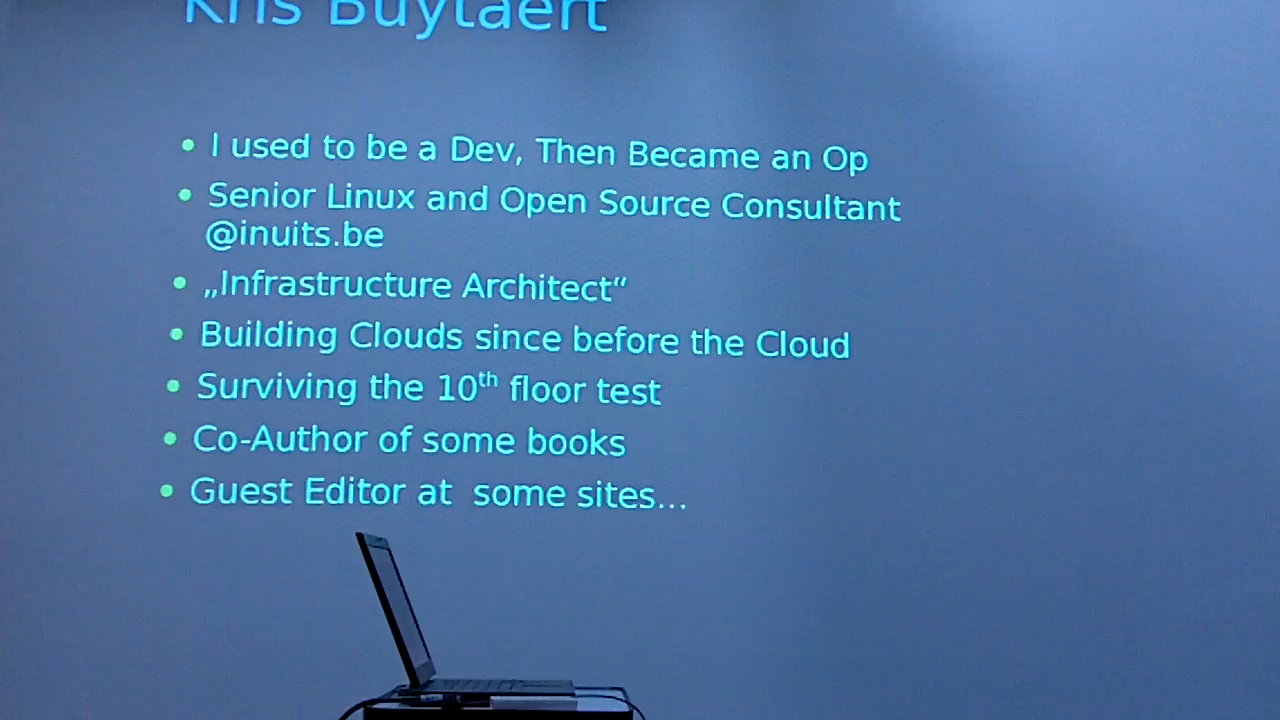 Kris Buytaert
• I used to be a Dev, Then Became an Op
• Senior Linux and Open Source Consultant
@inuits.be
• „Infrastructure Architect“
• Building Clouds since before the Cloud
• Surviving the 10th floor test
• Co-Author of some books
• Guest Editor at  some sites...